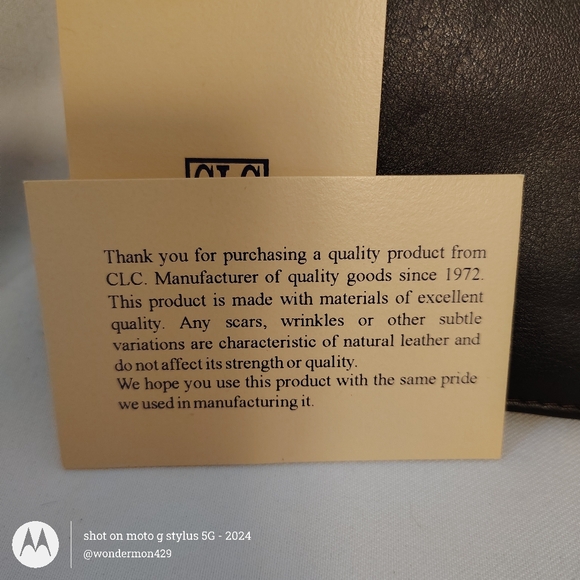 CLC
Thank you for purchasing a quality product from
CLC. Manufacturer of quality goods since 1972.
This product is made with materials of excellent
quality. Any scars, wrinkles or other subtle
variations are characteristic of natural leather and
do not affect its strength or quality.
We hope you use this product with the same pride
we used in manufacturing it.
shot on moto g stylus 5G - 2024
@wondermon429